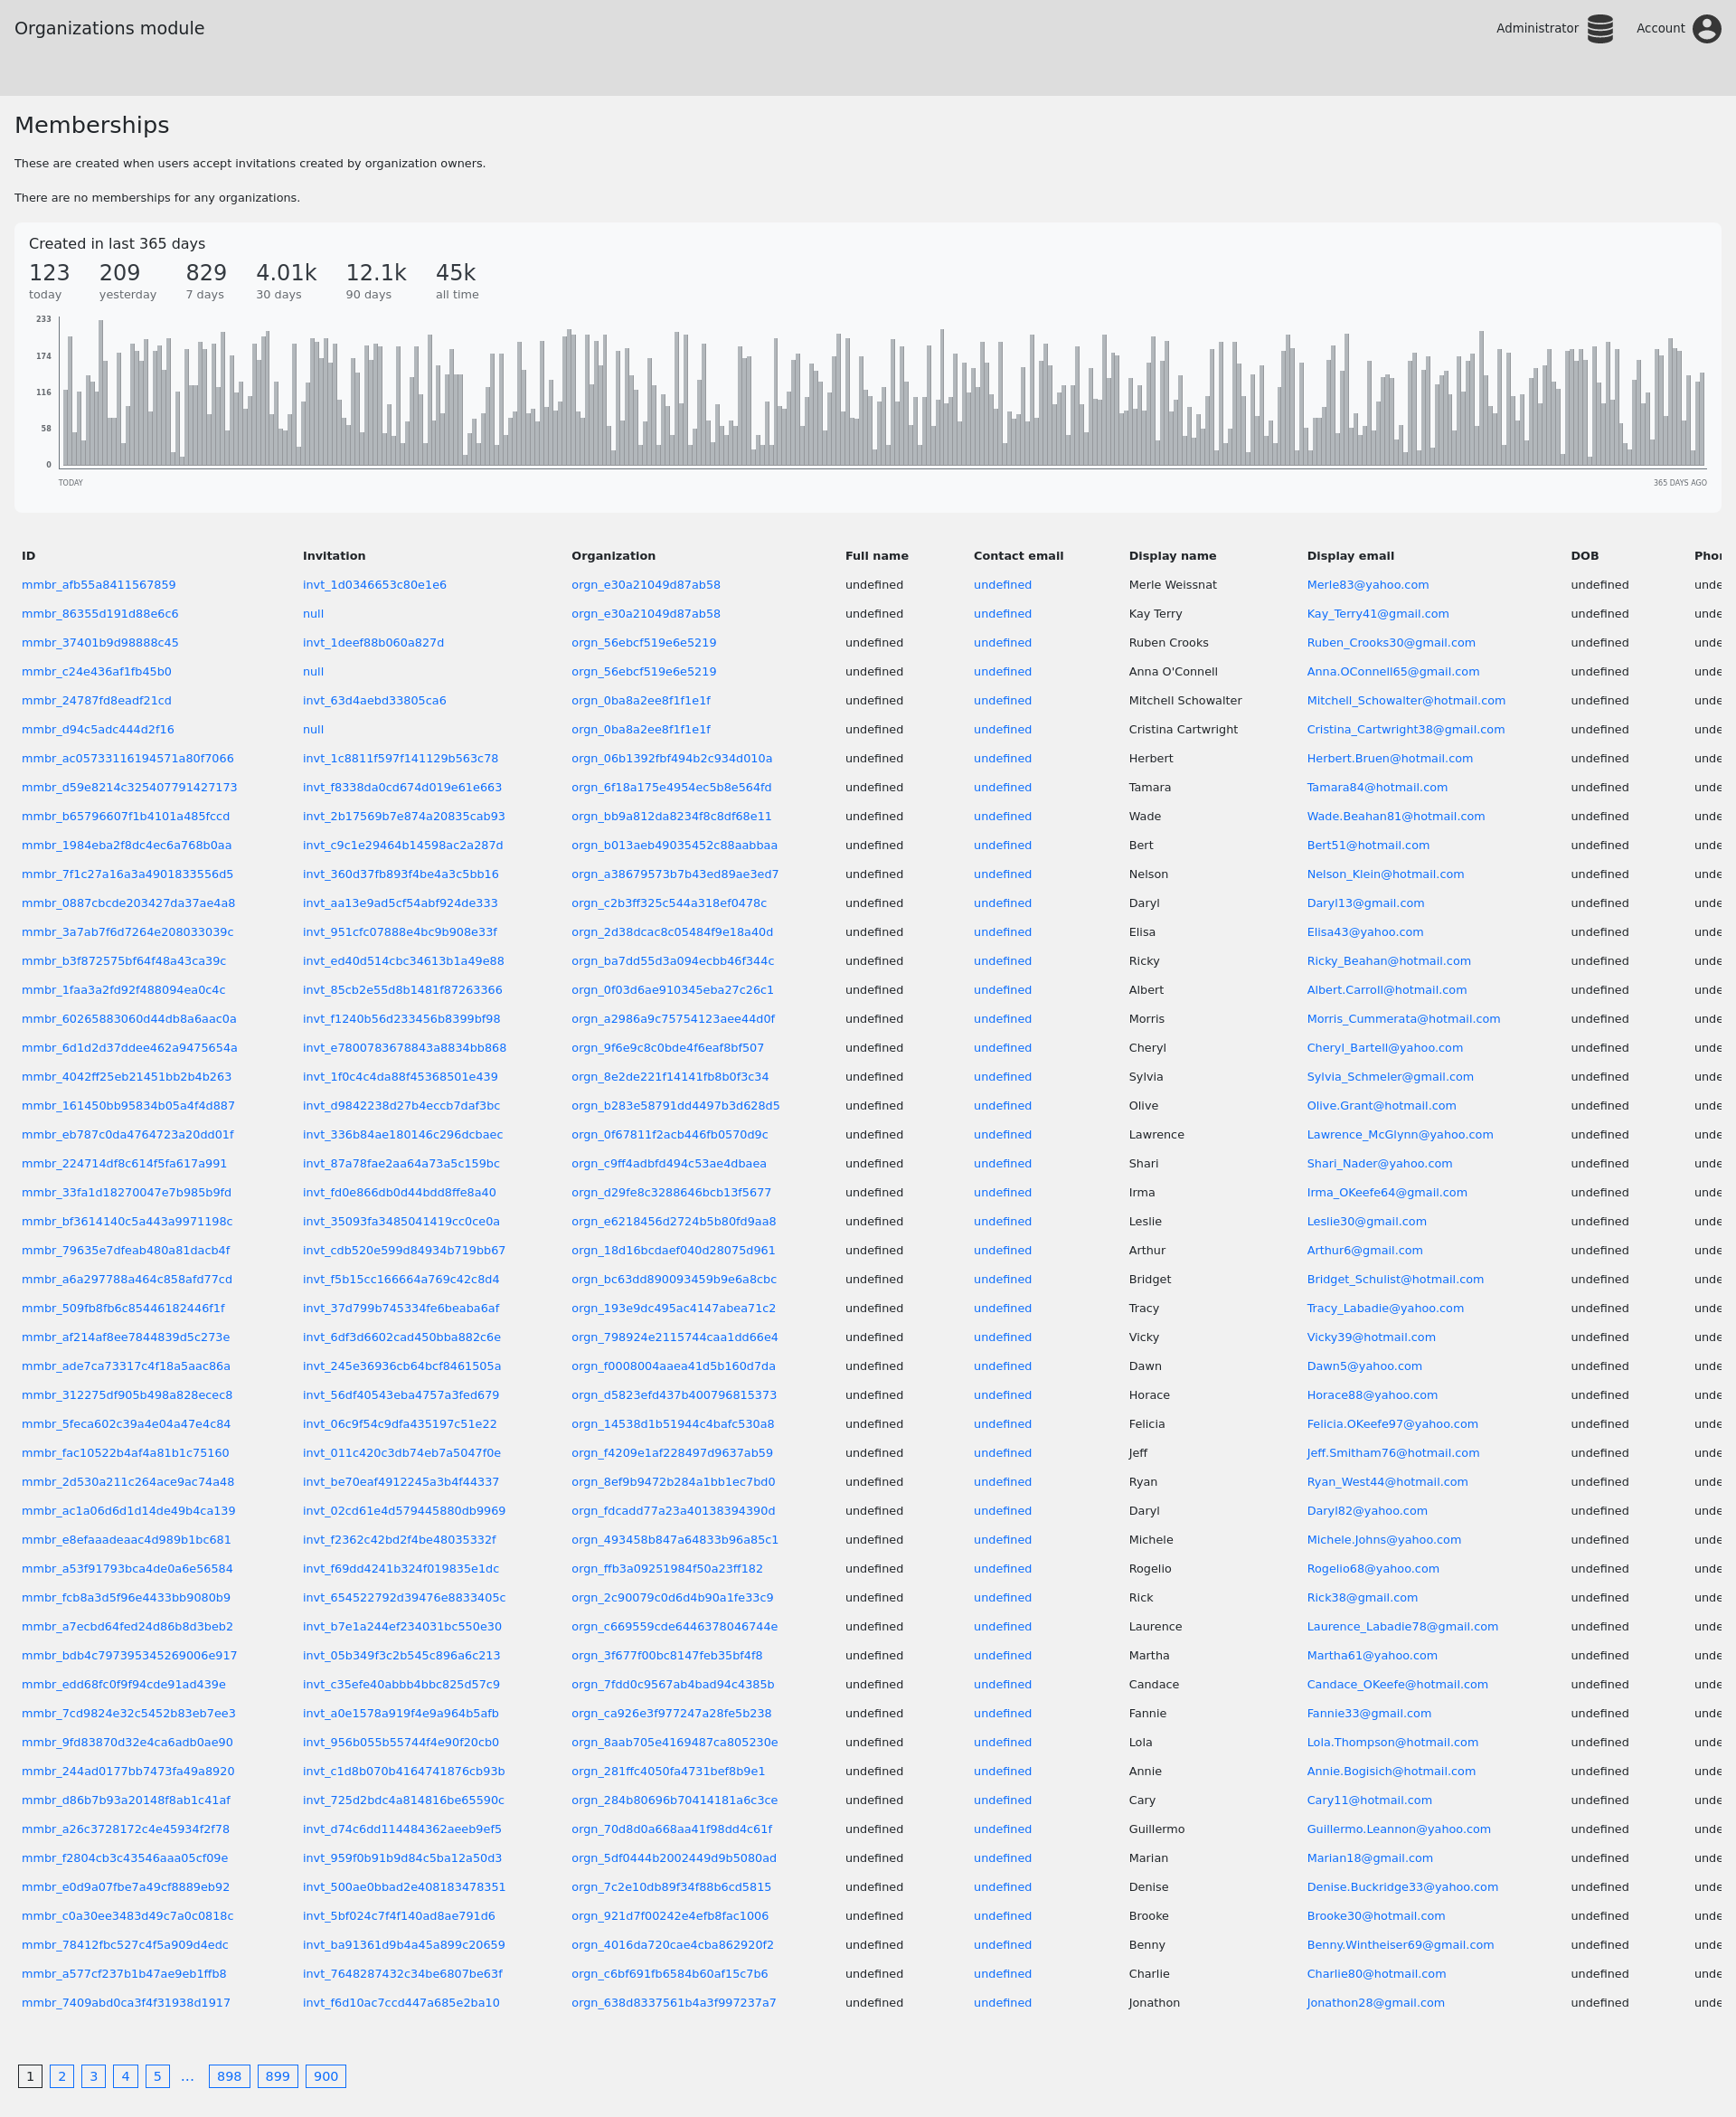 Organizations module
Administrator Account
Memberships
These are created when users accept invitations created by organization owners.
There are no memberships for any organizations.
Created in last 365 days
123 209 829 4.01k 12.1k 45k
today yesterday 7 days 30 days 90 days all time
233
174
116
58
0
TODAY 365 DAYS AGO
ID Invitation Organization Full name Contact email Display name Display email DOB Phor
mmbr_afb55a8411567859 invt_1d0346653c80e1e6 orgn_e30a21049d87ab58 undefined undefined Merle Weissnat Merle83@yahoo.com undefined unde
mmbr_86355d191d88e6c6 null orgn_e30a21049d87ab58 undefined undefined Kay Terry Kay_Terry41@gmail.com undefined unde
mmbr_37401b9d98888c45 invt_1deef88b060a827d orgn_56ebcf519e6e5219 undefined undefined Ruben Crooks Ruben_Crooks30@gmail.com undefined unde
mmbr_c24e436af1fb45b0 null orgn_56ebcf519e6e5219 undefined undefined Anna O'Connell Anna.OConnell65@gmail.com undefined unde
mmbr_24787fd8eadf21cd invt_63d4aebd33805ca6 orgn_0ba8a2ee8f1f1e1f undefined undefined Mitchell Schowalter Mitchell_Schowalter@hotmail.com undefined unde
mmbr_d94c5adc444d2f16 null orgn_0ba8a2ee8f1f1e1f undefined undefined Cristina Cartwright Cristina_Cartwright38@gmail.com undefined unde
mmbr_ac05733116194571a80f7066 invt_1c8811f597f141129b563c78 orgn_06b1392fbf494b2c934d010a undefined undefined Herbert Herbert.Bruen@hotmail.com undefined unde
mmbr_d59e8214c325407791427173 invt_f8338da0cd674d019e61e663 orgn_6f18a175e4954ec5b8e564fd undefined undefined Tamara Tamara84@hotmail.com undefined unde
mmbr_b65796607f1b4101a485fccd invt_2b17569b7e874a20835cab93 orgn_bb9a812da8234f8c8df68e11 undefined undefined Wade Wade.Beahan81@hotmail.com undefined unde
mmbr_1984eba2f8dc4ec6a768b0aa invt_c9c1e29464b14598ac2a287d orgn_b013aeb49035452c88aabbaa undefined undefined Bert Bert51@hotmail.com undefined unde
mmbr_7f1c27a16a3a4901833556d5 invt_360d37fb893f4be4a3c5bb16 orgn_a38679573b7b43ed89ae3ed7 undefined undefined Nelson Nelson_Klein@hotmail.com undefined unde
mmbr_0887cbcde203427da37ae4a8 invt_aa13e9ad5cf54abf924de333 orgn_c2b3ff325c544a318ef0478c undefined undefined Daryl Daryl13@gmail.com undefined unde
mmbr_3a7ab7f6d7264e208033039c invt_951cfc07888e4bc9b908e33f orgn_2d38dcac8c05484f9e18a40d undefined undefined Elisa Elisa43@yahoo.com undefined unde
mmbr_b3f872575bf64f48a43ca39c invt_ed40d514cbc34613b1a49e88 orgn_ba7dd55d3a094ecbb46f344c undefined undefined Ricky Ricky_Beahan@hotmail.com undefined unde
mmbr_1faa3a2fd92f488094ea0c4c invt_85cb2e55d8b1481f87263366 orgn_0f03d6ae910345eba27c26c1 undefined undefined Albert Albert.Carroll@hotmail.com undefined unde
mmbr_60265883060d44db8a6aac0a invt_f1240b56d233456b8399bf98 orgn_a2986a9c75754123aee44d0f undefined undefined Morris Morris_Cummerata@hotmail.com undefined unde
mmbr_6d1d2d37ddee462a9475654a invt_e7800783678843a8834bb868 orgn_9f6e9c8c0bde4f6eaf8bf507 undefined undefined Cheryl Cheryl_Bartell@yahoo.com undefined unde
mmbr_4042ff25eb21451bb2b4b263 invt_1f0c4c4da88f45368501e439 orgn_8e2de221f14141fb8b0f3c34 undefined undefined Sylvia Sylvia_Schmeler@gmail.com undefined unde
mmbr_161450bb95834b05a4f4d887 invt_d9842238d27b4eccb7daf3bc orgn_b283e58791dd4497b3d628d5 undefined undefined Olive Olive.Grant@hotmail.com undefined unde
mmbr_eb787c0da4764723a20dd01f invt_336b84ae180146c296dcbaec orgn_0f67811f2acb446fb0570d9c undefined undefined Lawrence Lawrence_McGlynn@yahoo.com undefined unde
mmbr_224714df8c614f5fa617a991 invt_87a78fae2aa64a73a5c159bc orgn_c9ff4adbfd494c53ae4dbaea undefined undefined Shari Shari_Nader@yahoo.com undefined unde
mmbr_33fa1d18270047e7b985b9fd invt_fd0e866db0d44bdd8ffe8a40 orgn_d29fe8c3288646bcb13f5677 undefined undefined Irma Irma_OKeefe64@gmail.com undefined unde
mmbr_bf3614140c5a443a9971198c invt_35093fa3485041419cc0ce0a orgn_e6218456d2724b5b80fd9aa8 undefined undefined Leslie Leslie30@gmail.com undefined unde
mmbr_79635e7dfeab480a81dacb4f invt_cdb520e599d84934b719bb67 orgn_18d16bcdaef040d28075d961 undefined undefined Arthur Arthur6@gmail.com undefined unde
mmbr_a6a297788a464c858afd77cd invt_f5b15cc166664a769c42c8d4 orgn_bc63dd890093459b9e6a8cbc undefined undefined Bridget Bridget_Schulist@hotmail.com undefined unde
mmbr_509fb8fb6c85446182446f1f invt_37d799b745334fe6beaba6af orgn_193e9dc495ac4147abea71c2 undefined undefined Tracy Tracy_Labadie@yahoo.com undefined unde
mmbr_af214af8ee7844839d5c273e invt_6df3d6602cad450bba882c6e orgn_798924e2115744caa1dd66e4 undefined undefined Vicky Vicky39@hotmail.com undefined unde
mmbr_ade7ca73317c4f18a5aac86a invt_245e36936cb64bcf8461505a orgn_f0008004aaea41d5b160d7da undefined undefined Dawn Dawn5@yahoo.com undefined unde
mmbr_312275df905b498a828ecec8 invt_56df40543eba4757a3fed679 orgn_d5823efd437b400796815373 undefined undefined Horace Horace88@yahoo.com undefined unde
mmbr_5feca602c39a4e04a47e4c84 invt_06c9f54c9dfa435197c51e22 orgn_14538d1b51944c4bafc530a8 undefined undefined Felicia Felicia.OKeefe97@yahoo.com undefined unde
mmbr_fac10522b4af4a81b1c75160 invt_011c420c3db74eb7a5047f0e orgn_f4209e1af228497d9637ab59 undefined undefined Jeff Jeff.Smitham76@hotmail.com undefined unde
mmbr_2d530a211c264ace9ac74a48 invt_be70eaf4912245a3b4f44337 orgn_8ef9b9472b284a1bb1ec7bd0 undefined undefined Ryan Ryan_West44@hotmail.com undefined unde
mmbr_ac1a06d6d1d14de49b4ca139 invt_02cd61e4d579445880db9969 orgn_fdcadd77a23a40138394390d undefined undefined Daryl Daryl82@yahoo.com undefined unde
mmbr_e8efaaadeaac4d989b1bc681 invt_f2362c42bd2f4be48035332f orgn_493458b847a64833b96a85c1 undefined undefined Michele Michele.Johns@yahoo.com undefined unde
mmbr_a53f91793bca4de0a6e56584 invt_f69dd4241b324f019835e1dc orgn_ffb3a09251984f50a23ff182 undefined undefined Rogelio Rogelio68@yahoo.com undefined unde
mmbr_fcb8a3d5f96e4433bb9080b9 invt_654522792d39476e8833405c orgn_2c90079c0d6d4b90a1fe33c9 undefined undefined Rick Rick38@gmail.com undefined unde
mmbr_a7ecbd64fed24d86b8d3beb2 invt_b7e1a244ef234031bc550e30 orgn_c669559cde6446378046744e undefined undefined Laurence Laurence_Labadie78@gmail.com undefined unde
mmbr_bdb4c797395345269006e917 invt_05b349f3c2b545c896a6c213 orgn_3f677f00bc8147feb35bf4f8 undefined undefined Martha Martha61@yahoo.com undefined unde
mmbr_edd68fc0f9f94cde91ad439e invt_c35efe40abbb4bbc825d57c9 orgn_7fdd0c9567ab4bad94c4385b undefined undefined Candace Candace_OKeefe@hotmail.com undefined unde
mmbr_7cd9824e32c5452b83eb7ee3 invt_a0e1578a919f4e9a964b5afb orgn_ca926e3f977247a28fe5b238 undefined undefined Fannie Fannie33@gmail.com undefined unde
mmbr_9fd83870d32e4ca6adb0ae90 invt_956b055b55744f4e90f20cb0 orgn_8aab705e4169487ca805230e undefined undefined Lola Lola.Thompson@hotmail.com undefined unde
mmbr_244ad0177bb7473fa49a8920 invt_c1d8b070b4164741876cb93b orgn_281ffc4050fa4731bef8b9e1 undefined undefined Annie Annie.Bogisich@hotmail.com undefined unde
mmbr_d86b7b93a20148f8ab1c41af invt_725d2bdc4a814816be65590c orgn_284b80696b70414181a6c3ce undefined undefined Cary Cary11@hotmail.com undefined unde
mmbr_a26c3728172c4e45934f2f78 invt_d74c6dd114484362aeeb9ef5 orgn_70d8d0a668aa41f98dd4c61f undefined undefined Guillermo Guillermo.Leannon@yahoo.com undefined unde
mmbr_f2804cb3c43546aaa05cf09e invt_959f0b91b9d84c5ba12a50d3 orgn_5df0444b2002449d9b5080ad undefined undefined Marian Marian18@gmail.com undefined unde
mmbr_e0d9a07fbe7a49cf8889eb92 invt_500ae0bbad2e408183478351 orgn_7c2e10db89f34f88b6cd5815 undefined undefined Denise Denise.Buckridge33@yahoo.com undefined unde
mmbr_c0a30ee3483d49c7a0c0818c invt_5bf024c7f4f140ad8ae791d6 orgn_921d7f00242e4efb8fac1006 undefined undefined Brooke Brooke30@hotmail.com undefined unde
mmbr_78412fbc527c4f5a909d4edc invt_ba91361d9b4a45a899c20659 orgn_4016da720cae4cba862920f2 undefined undefined Benny Benny.Wintheiser69@gmail.com undefined unde
mmbr_a577cf237b1b47ae9eb1ffb8 invt_7648287432c34be6807be63f orgn_c6bf691fb6584b60af15c7b6 undefined undefined Charlie Charlie80@hotmail.com undefined unde
mmbr_7409abd0ca3f4f31938d1917 invt_f6d10ac7ccd447a685e2ba10 orgn_638d8337561b4a3f997237a7 undefined undefined Jonathon Jonathon28@gmail.com undefined unde
1 2 3 4 5 ... 898 899 900